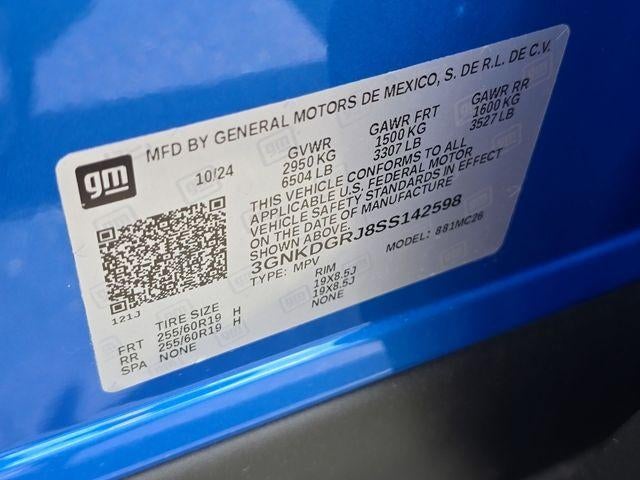 gm
MFD BY GENERAL MOTORS DE MEXICO, S. DE R.L. DE C.V.
10/24 GVWR GAWR FRT GAWR RR
2950 KG 1500 KG 1600 KG
6504 LB 3307 LB 3527 LB
THIS VEHICLE CONFORMS TO ALL
APPLICABLE U.S. FEDERAL MOTOR
VEHICLE SAFETY STANDARDS IN EFFECT
ON THE DATE OF MANUFACTURE
SHOWN ABOVE.
3GNKDGRJ8SS142598
TYPE: MPV MODEL: 881MC26
121J
TIRE SIZE RIM
FRT 255/60R19 H 19X8.5J
RR 255/60R19 H 19X8.5J
SPA NONE NONE